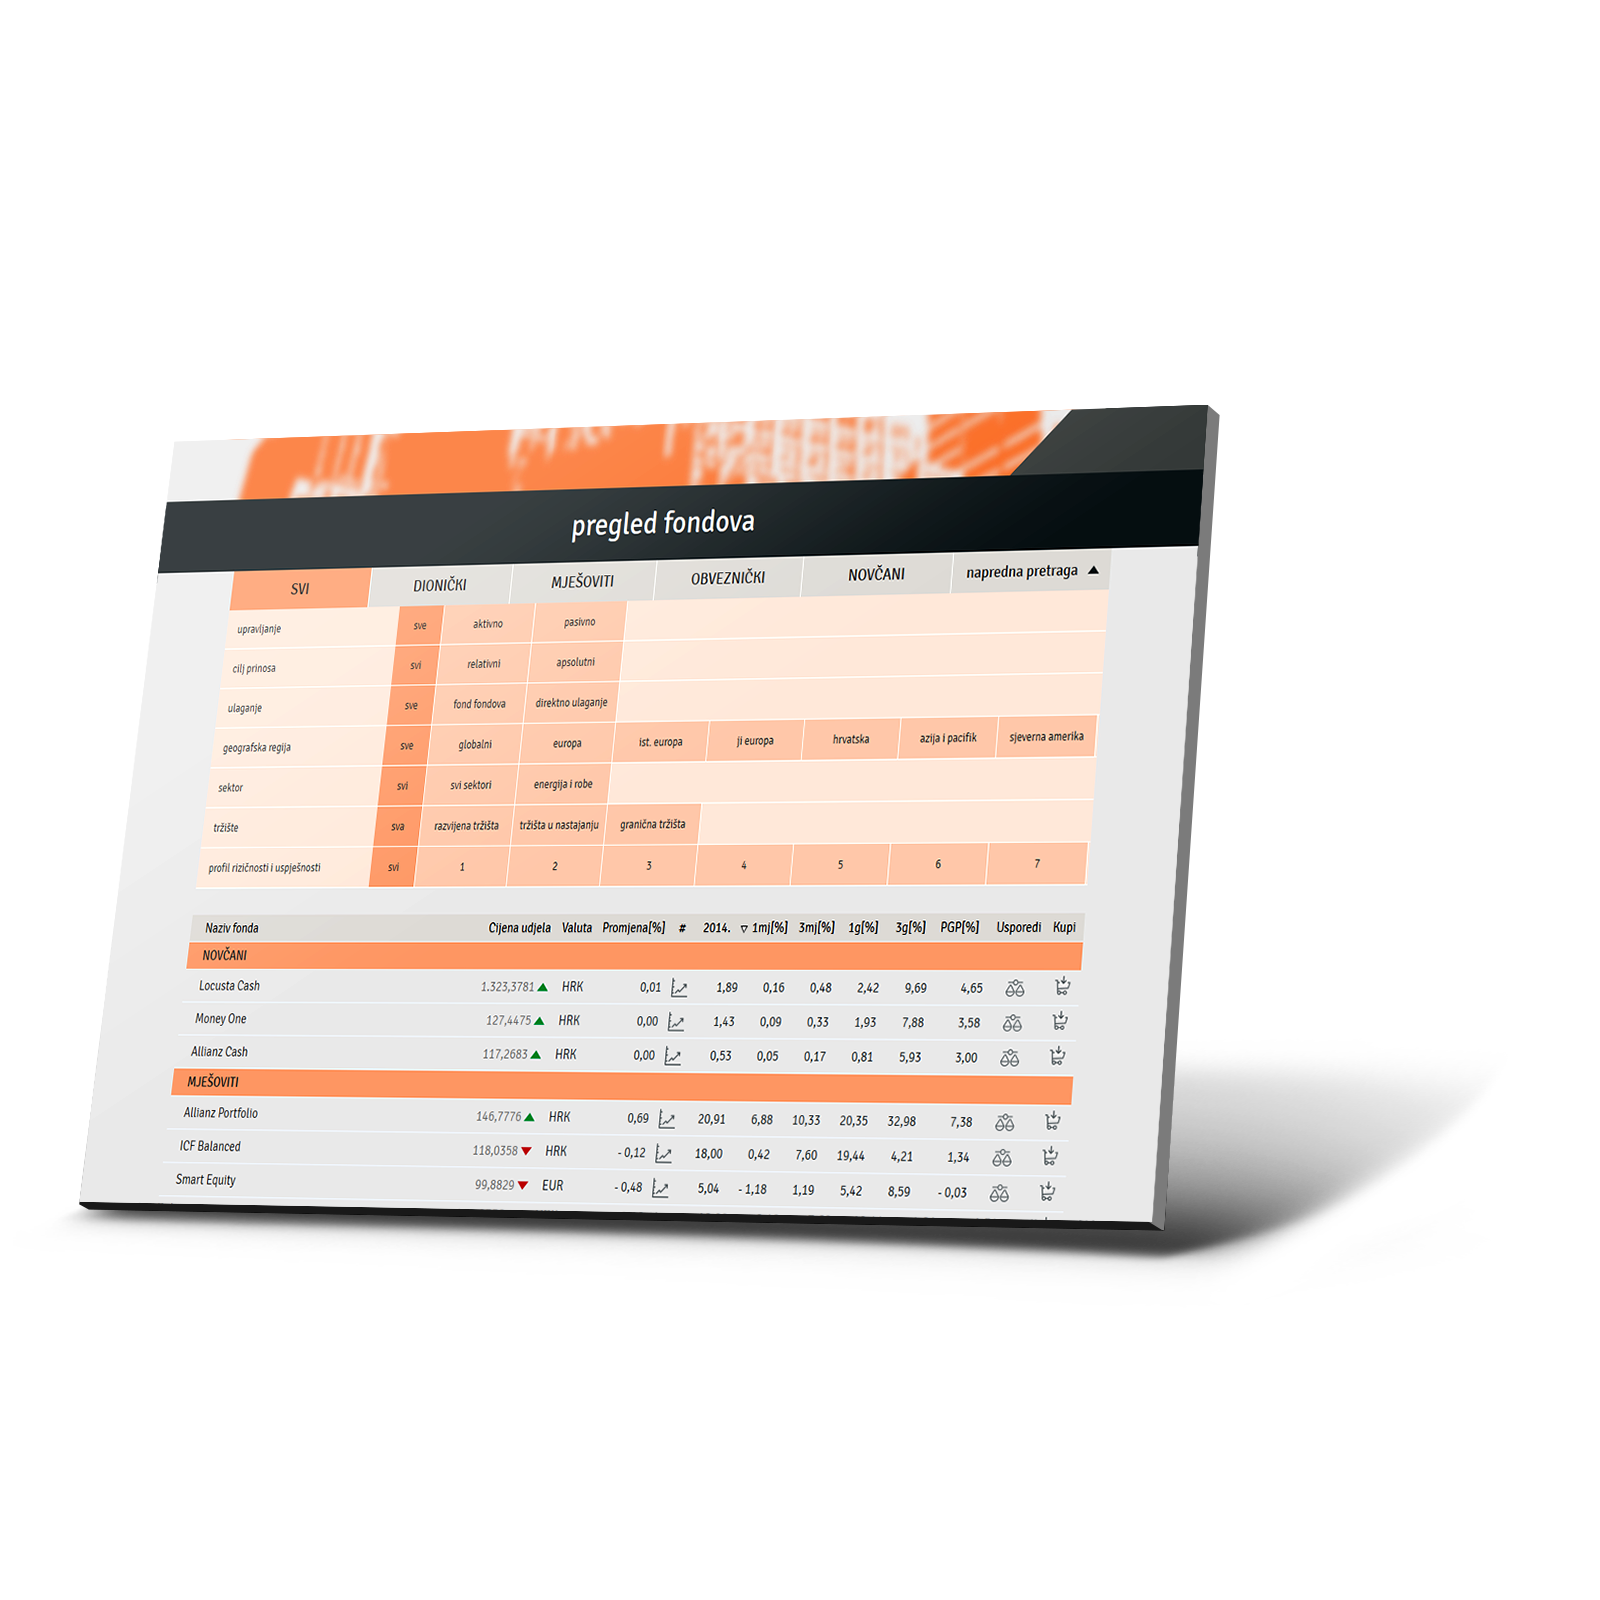 pregled fondova
SVI DIONIČKI MJEŠOVITI OBVEZNIČKI NOVČANI napredna pretraga ▲
upravljanje sve aktivno pasivno
cilj prinosa svi relativni apsolutni
ulaganje sve fond fondova direktno ulaganje
geografska regija sve globalni europa ist. europa ji europa hrvatska azija i pacifik sjeverna amerika
sektor svi svi sektori energija i robe
tržište sva razvijena tržišta tržišta u nastajanju granična tržišta
profil rizičnosti i uspješnosti svi 1 2 3 4 5 6 7
Naziv fonda Cijena udjela Valuta Promjena[%] # 2014. ▽ 1mj[%] 3mj[%] 1g[%] 3g[%] PGP[%] Usporedi Kupi
NOVČANI
Locusta Cash 1.323,3781 ▲ HRK 0,01 1,89 0,16 0,48 2,42 9,69 4,65
Money One 127,4475 ▲ HRK 0,00 1,43 0,09 0,33 1,93 7,88 3,58
Allianz Cash 117,2683 ▲ HRK 0,00 0,53 0,05 0,17 0,81 5,93 3,00
MJEŠOVITI
Allianz Portfolio 146,7776 ▲ HRK 0,69 20,91 6,88 10,33 20,35 32,98 7,38
ICF Balanced 118,0358 ▼ HRK - 0,12 18,00 0,42 7,60 19,44 4,21 1,34
Smart Equity 99,8829 ▼ EUR - 0,48 5,04 - 1,18 1,19 5,42 8,59 - 0,03